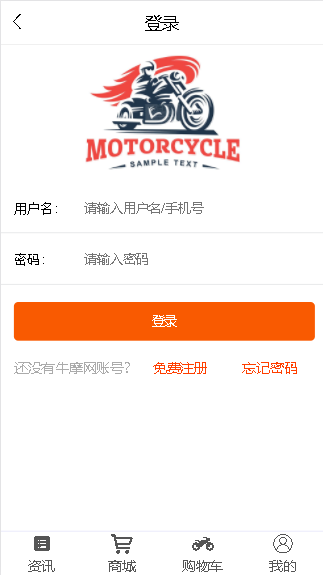 登录
MOTORCYCLE
SAMPLE TEXT
用户名： 请输入用户名/手机号
密码： 请输入密码
登录
还没有牛摩网账号？ 免费注册 忘记密码
资讯 商城 购物车 我的